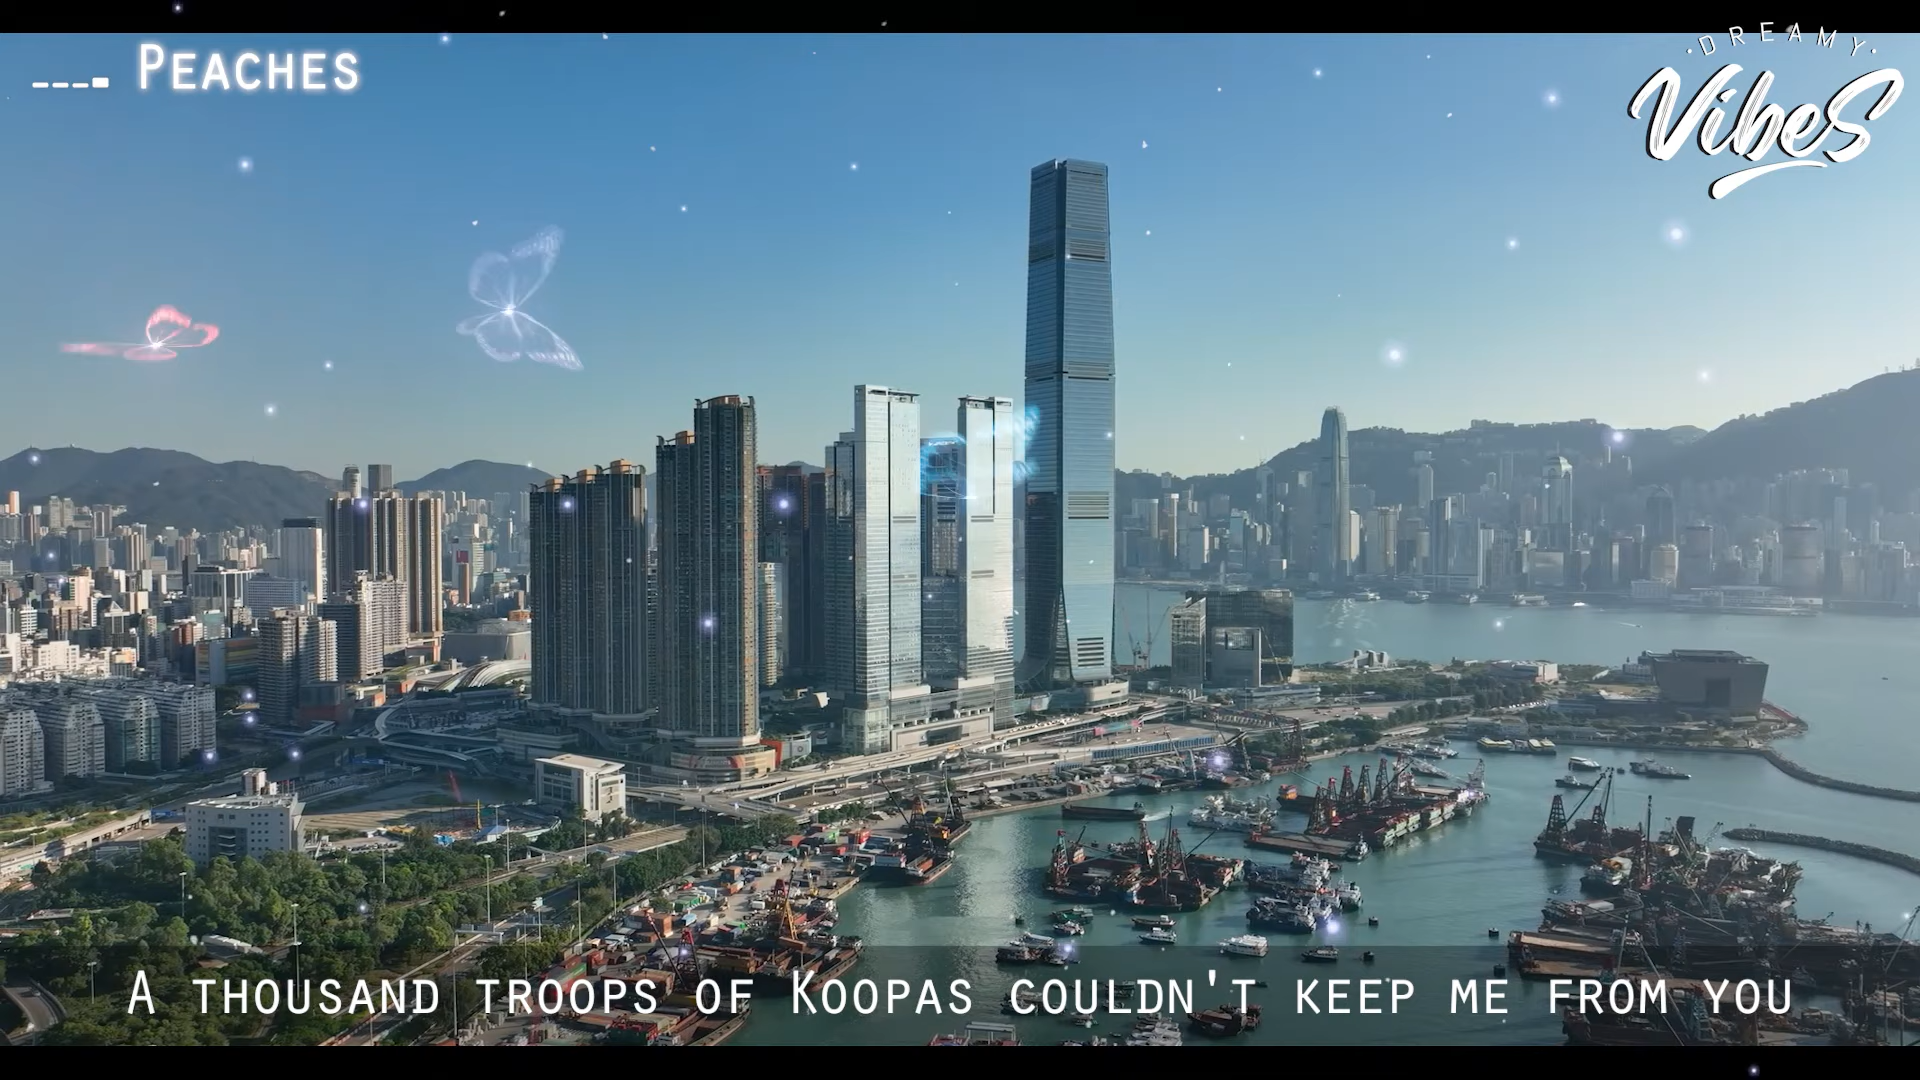 Peaches
DREAMY
Vibes
A thousand troops of Koopas couldn't keep me from you